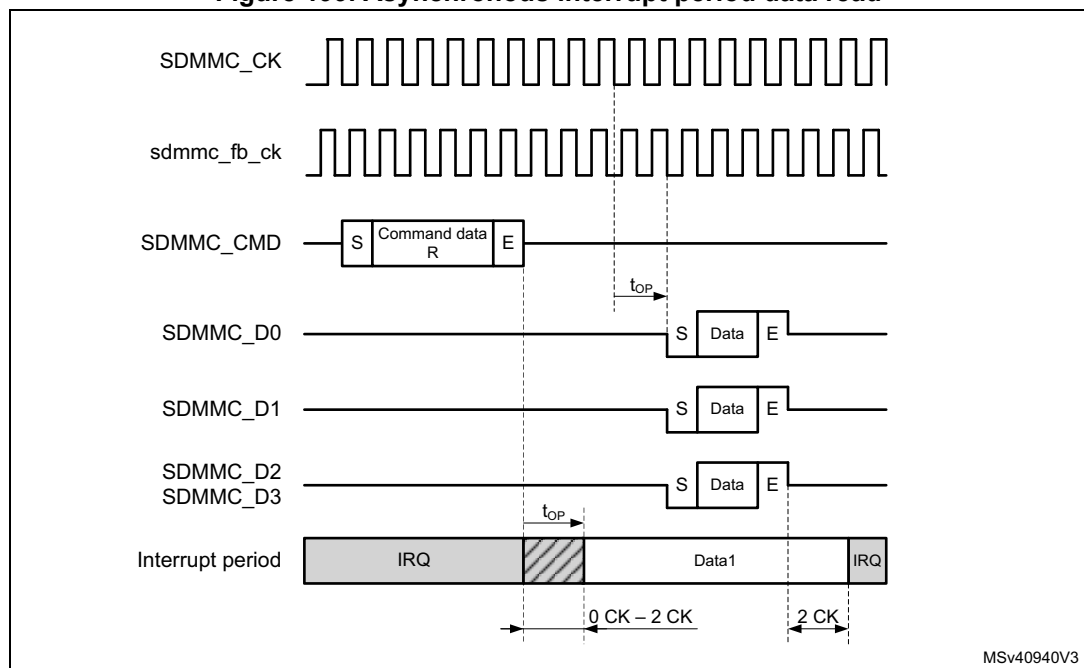 SDMMC_CK
sdmmc_fb_ck
SDMMC_CMD
S
Command data
R
E
tOP
SDMMC_D0
S
Data
E
SDMMC_D1
S
Data
E
SDMMC_D2
SDMMC_D3
S
Data
E
tOP
Interrupt period
IRQ
Data1
IRQ
0 CK – 2 CK
2 CK
MSv40940V3